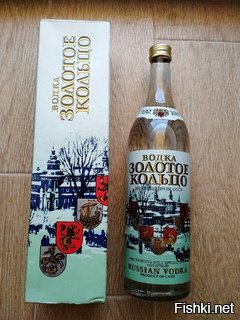 ВОДКА
ЗОЛОТОЕ
КОЛЬЦО
ВОДКА
ЗОЛОТОЕ
КОЛЬЦО
RUSSIAN VODKA
PRODUCT OF USSR
Fishki.net